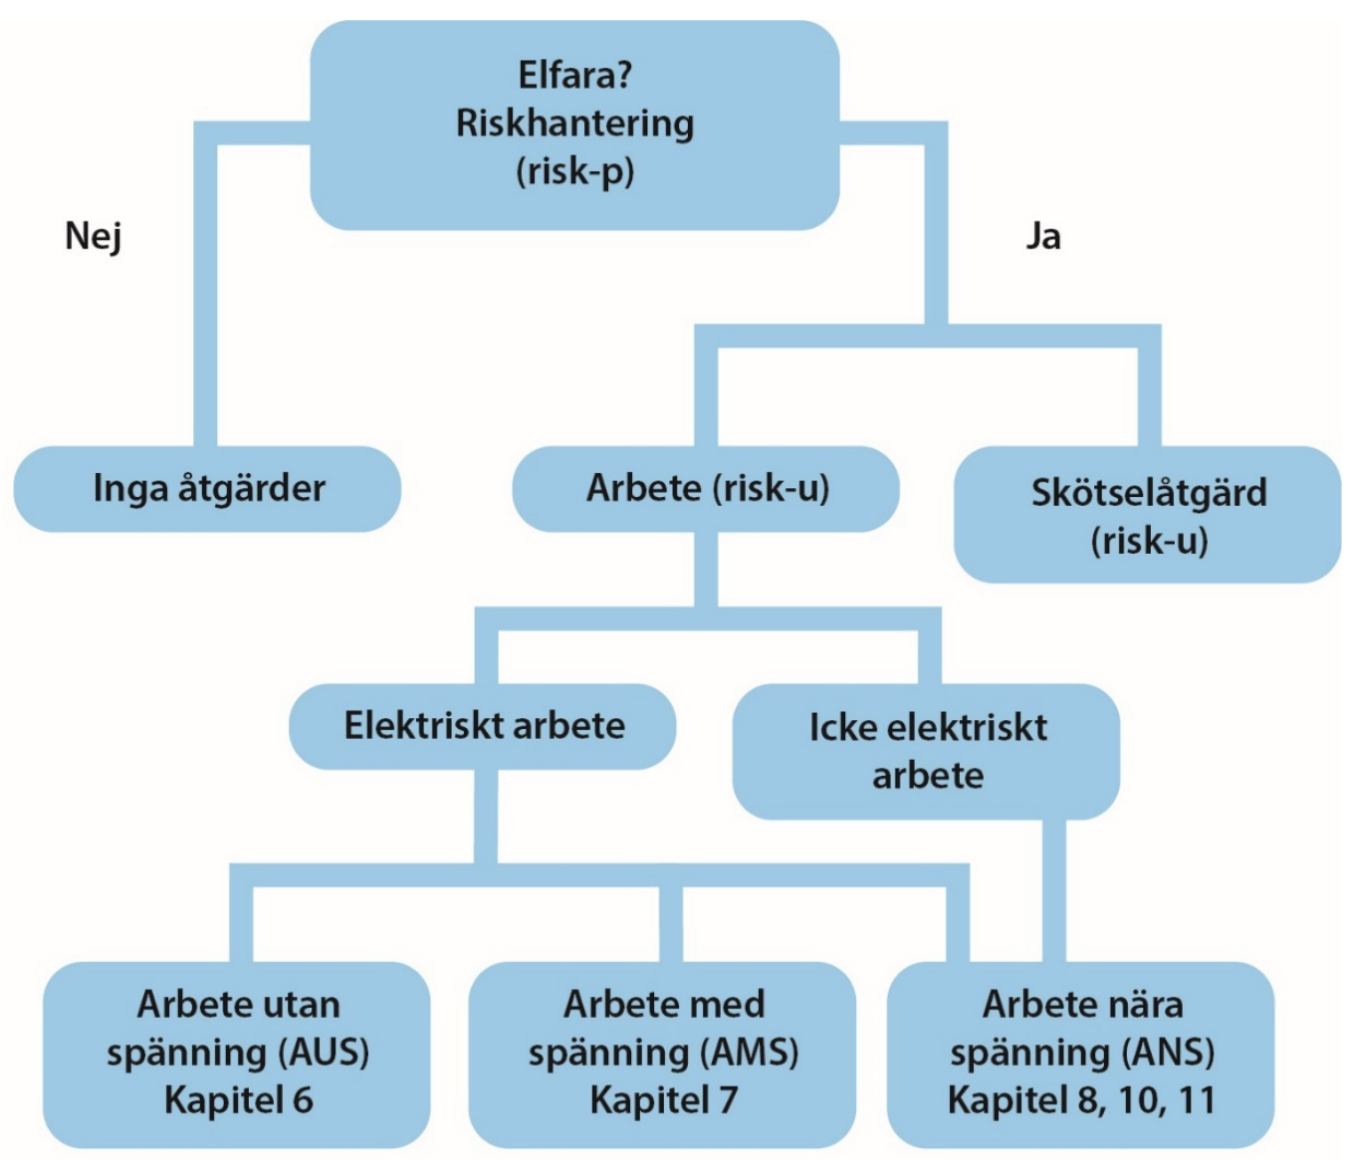 Elfara?
Riskhantering
(risk-p)
Nej
Ja
Inga åtgärder
Arbete (risk-u)
Skötselåtgärd
(risk-u)
Elektriskt arbete
Icke elektriskt
arbete
Arbete utan
spänning (AUS)
Kapitel 6
Arbete med
spänning (AMS)
Kapitel 7
Arbete nära
spänning (ANS)
Kapitel 8, 10, 11